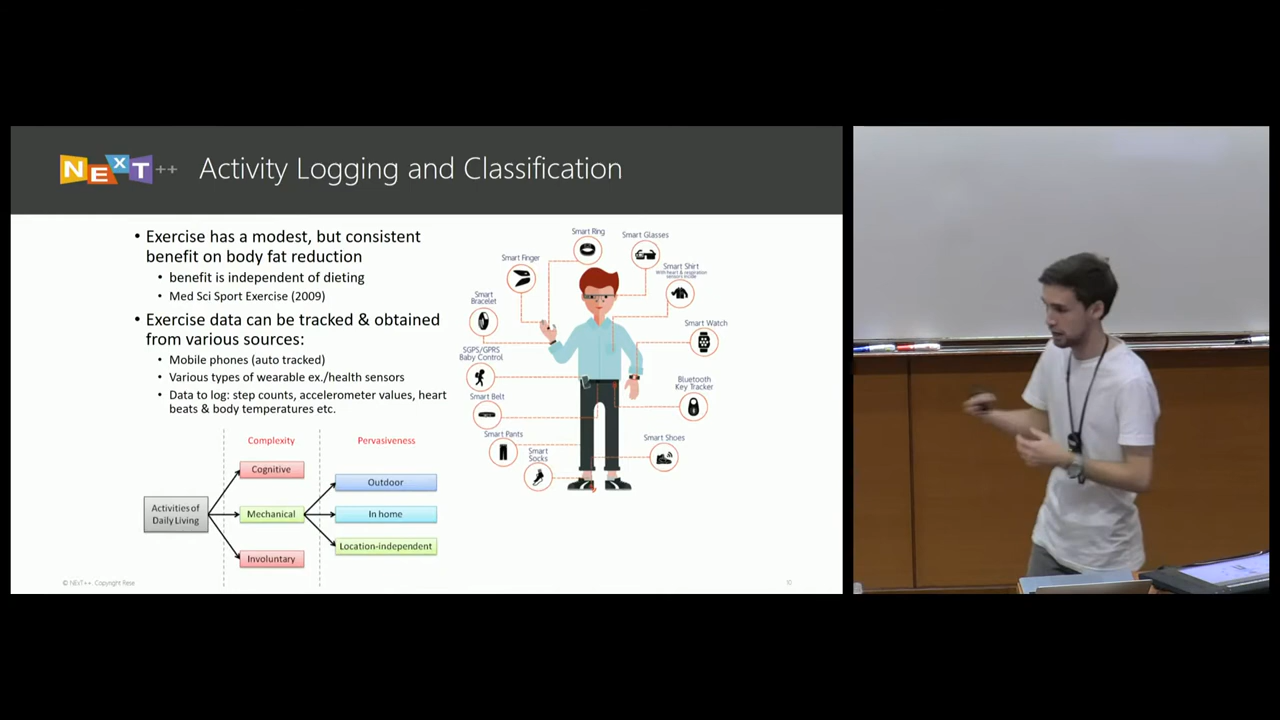 NExT++
Activity Logging and Classification
• Exercise has a modest, but consistent
benefit on body fat reduction
• benefit is independent of dieting
• Med Sci Sport Exercise (2009)
• Exercise data can be tracked & obtained
from various sources:
• Mobile phones (auto tracked)
• Various types of wearable ex./health sensors
• Data to log: step counts, accelerometer values, heart
beats & body temperatures etc.
Complexity
Pervasiveness
Activities of
Daily Living
Cognitive
Mechanical
Involuntary
Outdoor
In home
Location-independent
Smart Ring
Smart Glasses
Smart Finger
Smart Shirt
With heart & respiration
sensors inside
Smart
Bracelet
Smart Watch
SGPS/GPRS
Baby Control
Bluetooth
Key Tracker
Smart Belt
Smart Pants
Smart
Socks
Smart Shoes
© NExT++ Copyright Rese
10